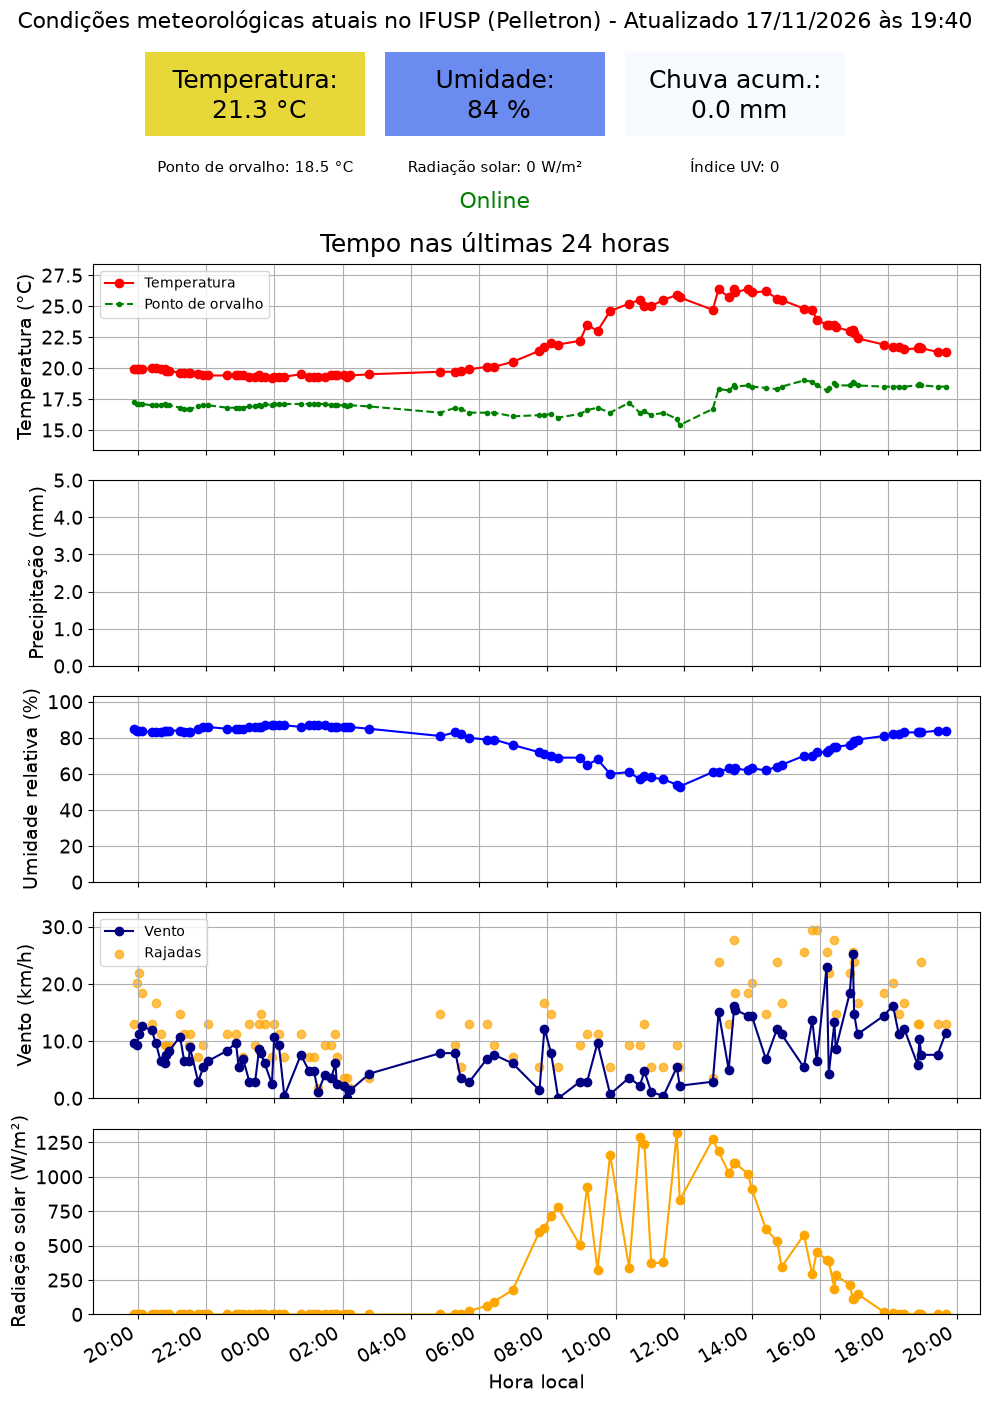 Condições meteorológicas atuais no IFUSP (Pelletron) - Atualizado 17/11/2026 às 19:40
Temperatura:
21.3 °C
Umidade:
84 %
Chuva acum.:
0.0 mm
Ponto de orvalho: 18.5 °C
Radiação solar: 0 W/m²
Índice UV: 0
Online
Tempo nas últimas 24 horas
Temperatura (°C)
27.5
25.0
22.5
20.0
17.5
15.0
Temperatura
Ponto de orvalho
Precipitação (mm)
5.0
4.0
3.0
2.0
1.0
0.0
Umidade relativa (%)
100
80
60
40
20
0
Vento (km/h)
30.0
20.0
10.0
0.0
Vento
Rajadas
Radiação solar (W/m²)
1250
1000
750
500
250
0
20:00
22:00
00:00
02:00
04:00
06:00
08:00
10:00
12:00
14:00
16:00
18:00
20:00
Hora local